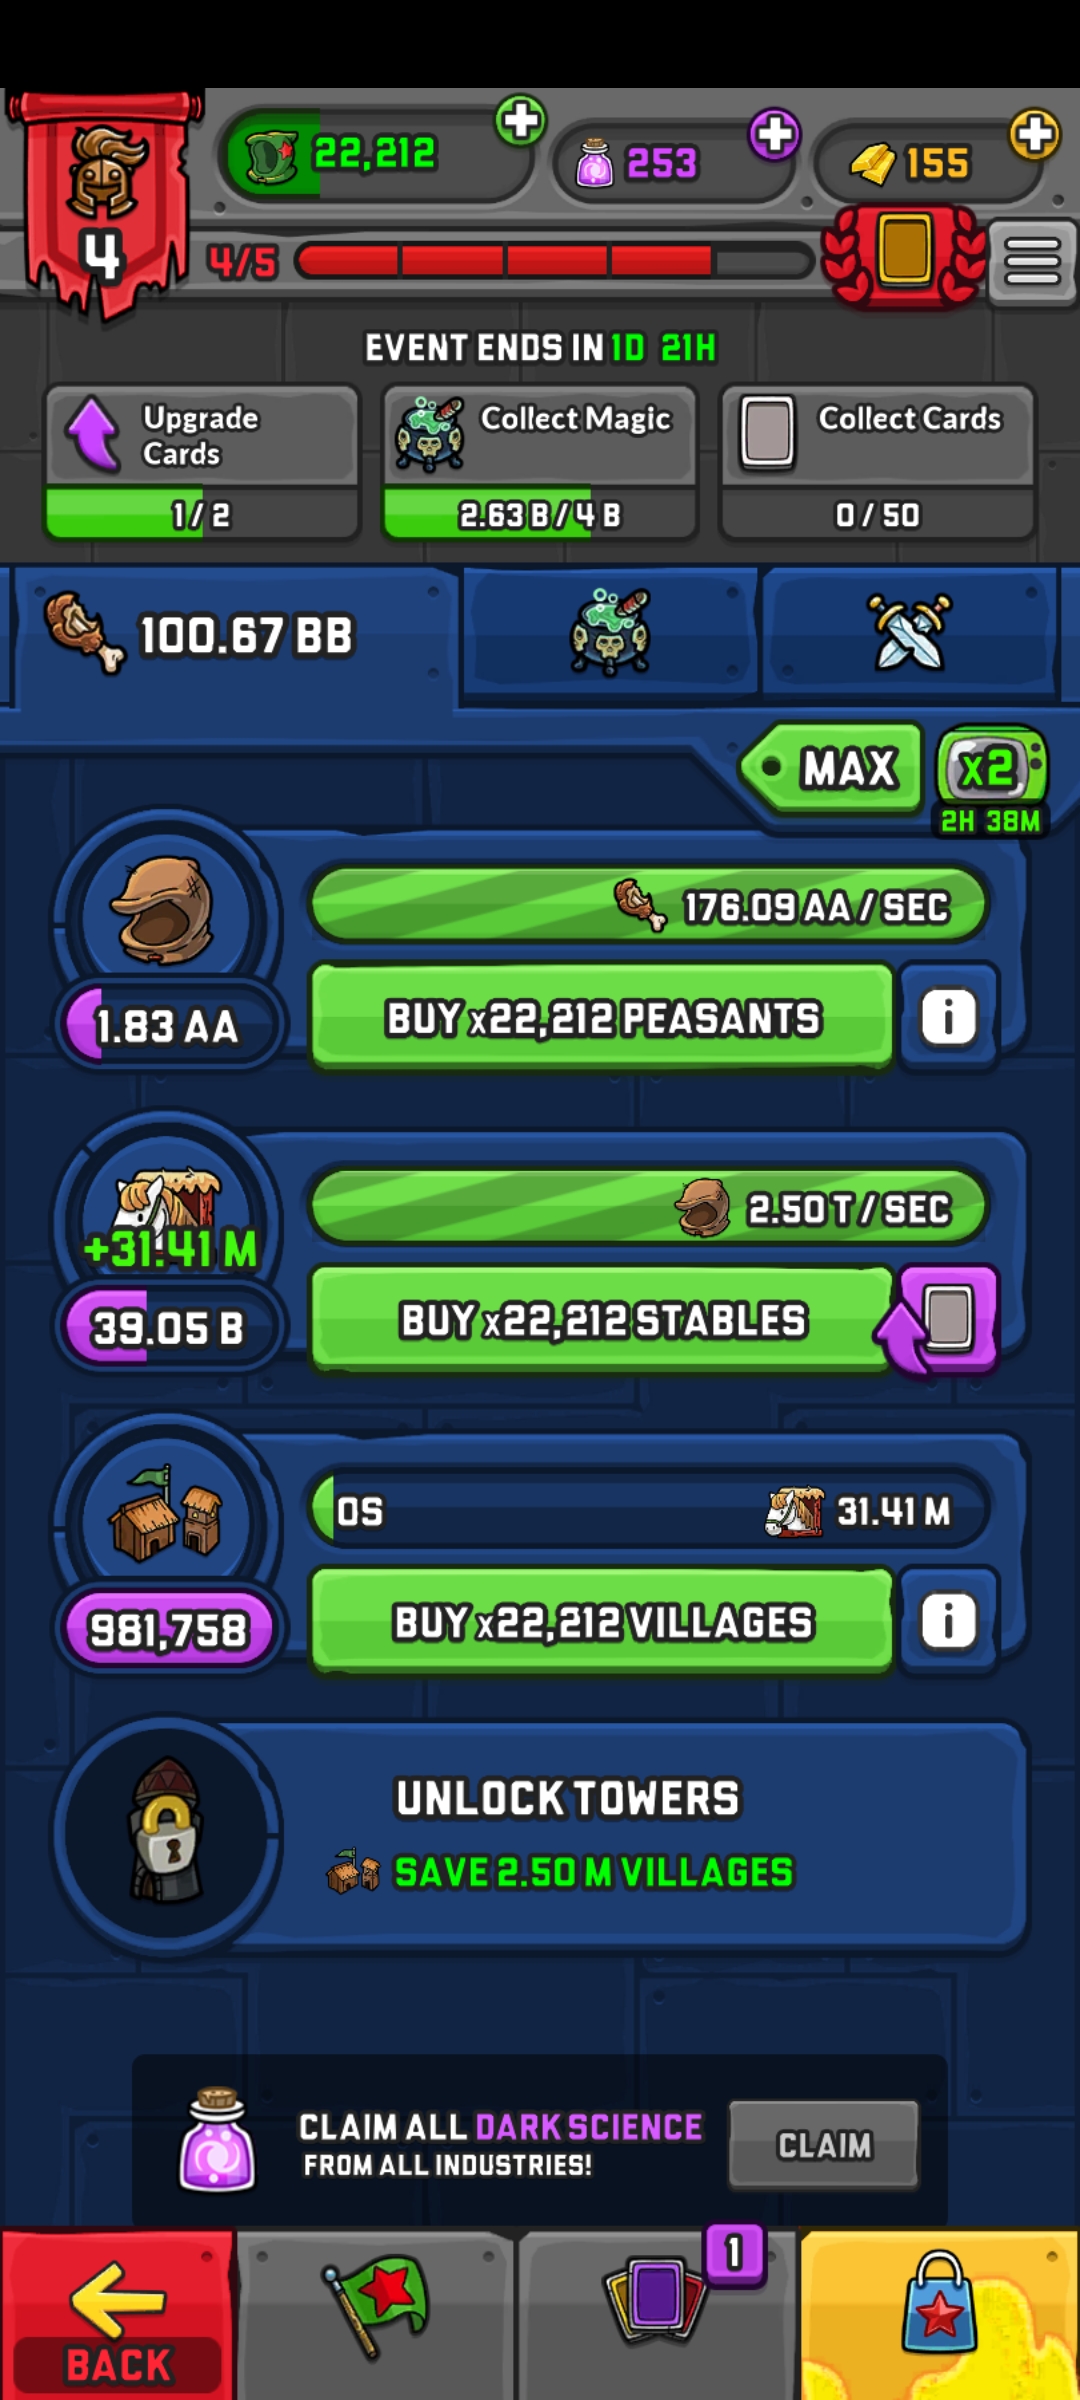 22,212
253
155
4
4/5
EVENT ENDS IN 1D 21H
Upgrade
Cards
1 / 2
Collect Magic
2.63 B / 4 B
Collect Cards
0 / 50
100.67 BB
MAX
x2
2H 38M
176.09 AA / SEC
1.83 AA
BUY x22,212 PEASANTS
i
2.50 T / SEC
+31.41 M
39.05 B
BUY x22,212 STABLES
0S
31.41 M
981,758
BUY x22,212 VILLAGES
i
UNLOCK TOWERS
SAVE 2.50 M VILLAGES
CLAIM ALL DARK SCIENCE
FROM ALL INDUSTRIES!
CLAIM
1
BACK